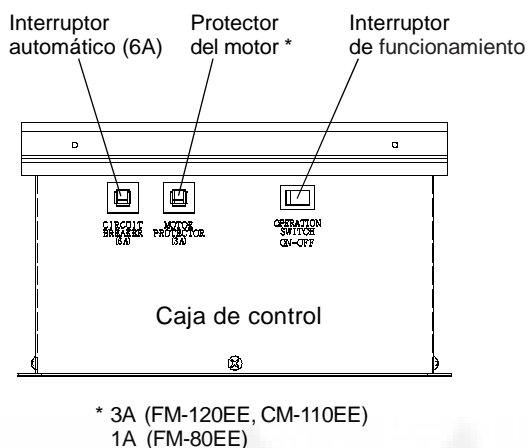 Interruptor
automático (6A)
Protector
del motor *
Interruptor
de funcionamiento
CIRCUIT
BREAKER
(6A)
MOTOR
PROTECTOR
(3A)
OPERATION
SWITCH
ON-OFF
Caja de control
* 3A (FM-120EE, CM-110EE)
1A (FM-80EE)